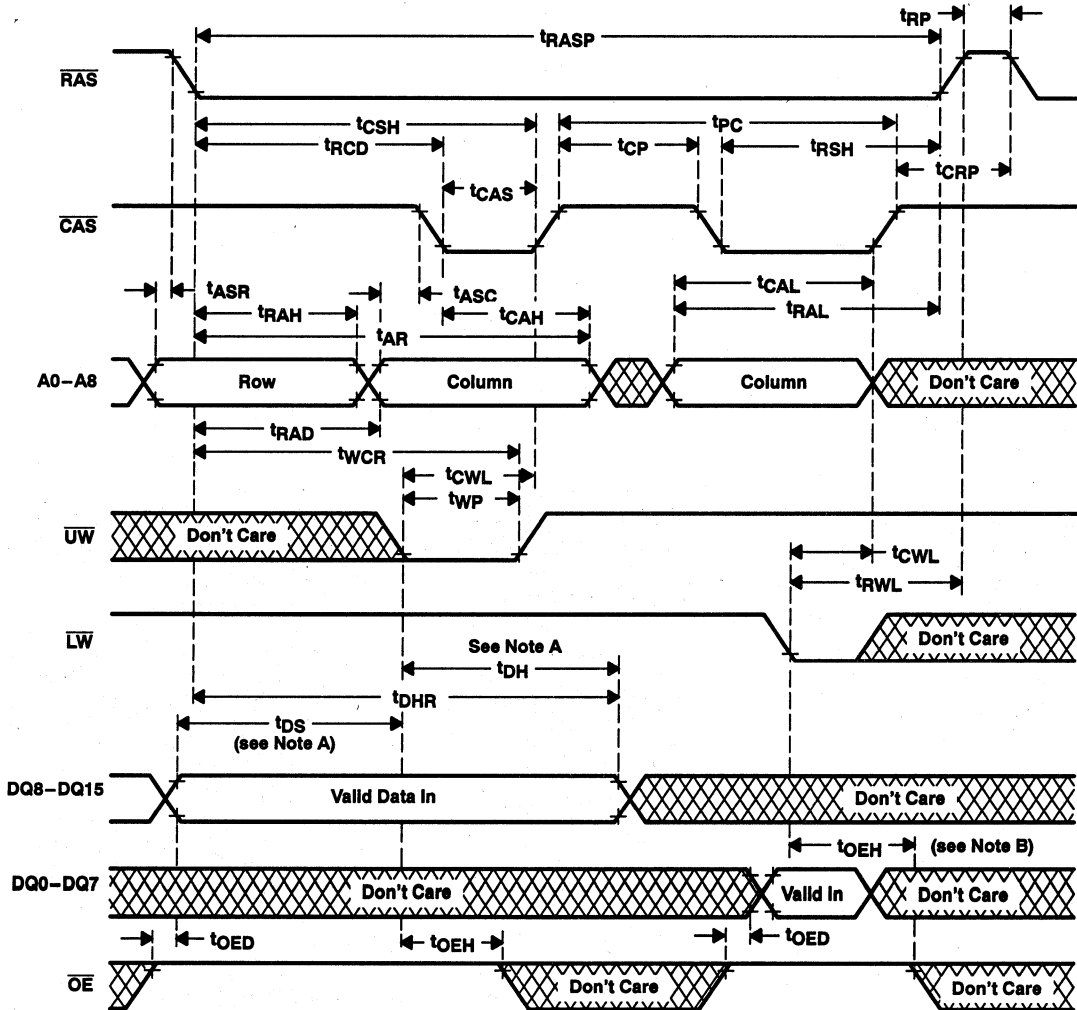 tRP
tRASP
RAS
tCSH
tPC
tRCD
tCP
tRSH
tCRP
tCAS
CAS
tASR
tASC
tCAL
tRAH
tCAH
tRAL
tAR
A0–A8
Row
Column
Column
Don't Care
tRAD
tWCR
tCWL
tWP
UW
Don't Care
tCWL
tRWL
LW
Don't Care
See Note A
tDH
tDHR
tDS
(see Note A)
DQ8–DQ15
Valid Data In
Don't Care
tOEH
(see Note B)
DQ0–DQ7
Don't Care
Valid In
Don't Care
tOED
tOEH
tOED
OE
Don't Care
Don't Care